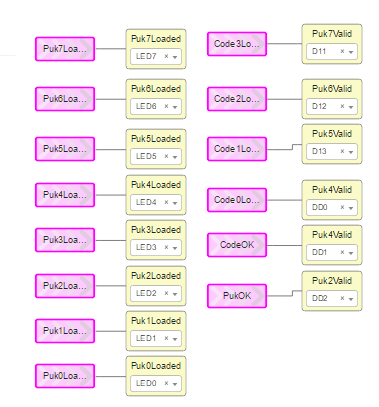 Puk7Loa... Puk7Loaded
LED7 ×
Puk6Loa... Puk6Loaded
LED6 ×
Puk5Loa... Puk5Loaded
LED5 ×
Puk4Loa... Puk4Loaded
LED4 ×
Puk3Loa... Puk3Loaded
LED3 ×
Puk2Loa... Puk2Loaded
LED2 ×
Puk1Loa... Puk1Loaded
LED1 ×
Puk0Loa... Puk0Loaded
LED0 ×
Code3Lo... Puk7Valid
D11 ×
Code2Lo... Puk6Valid
D12 ×
Code1Lo... Puk5Valid
D13 ×
Code0Lo... Puk4Valid
DD0 ×
CodeOK Puk4Valid
DD1 ×
PukOK Puk2Valid
DD2 ×